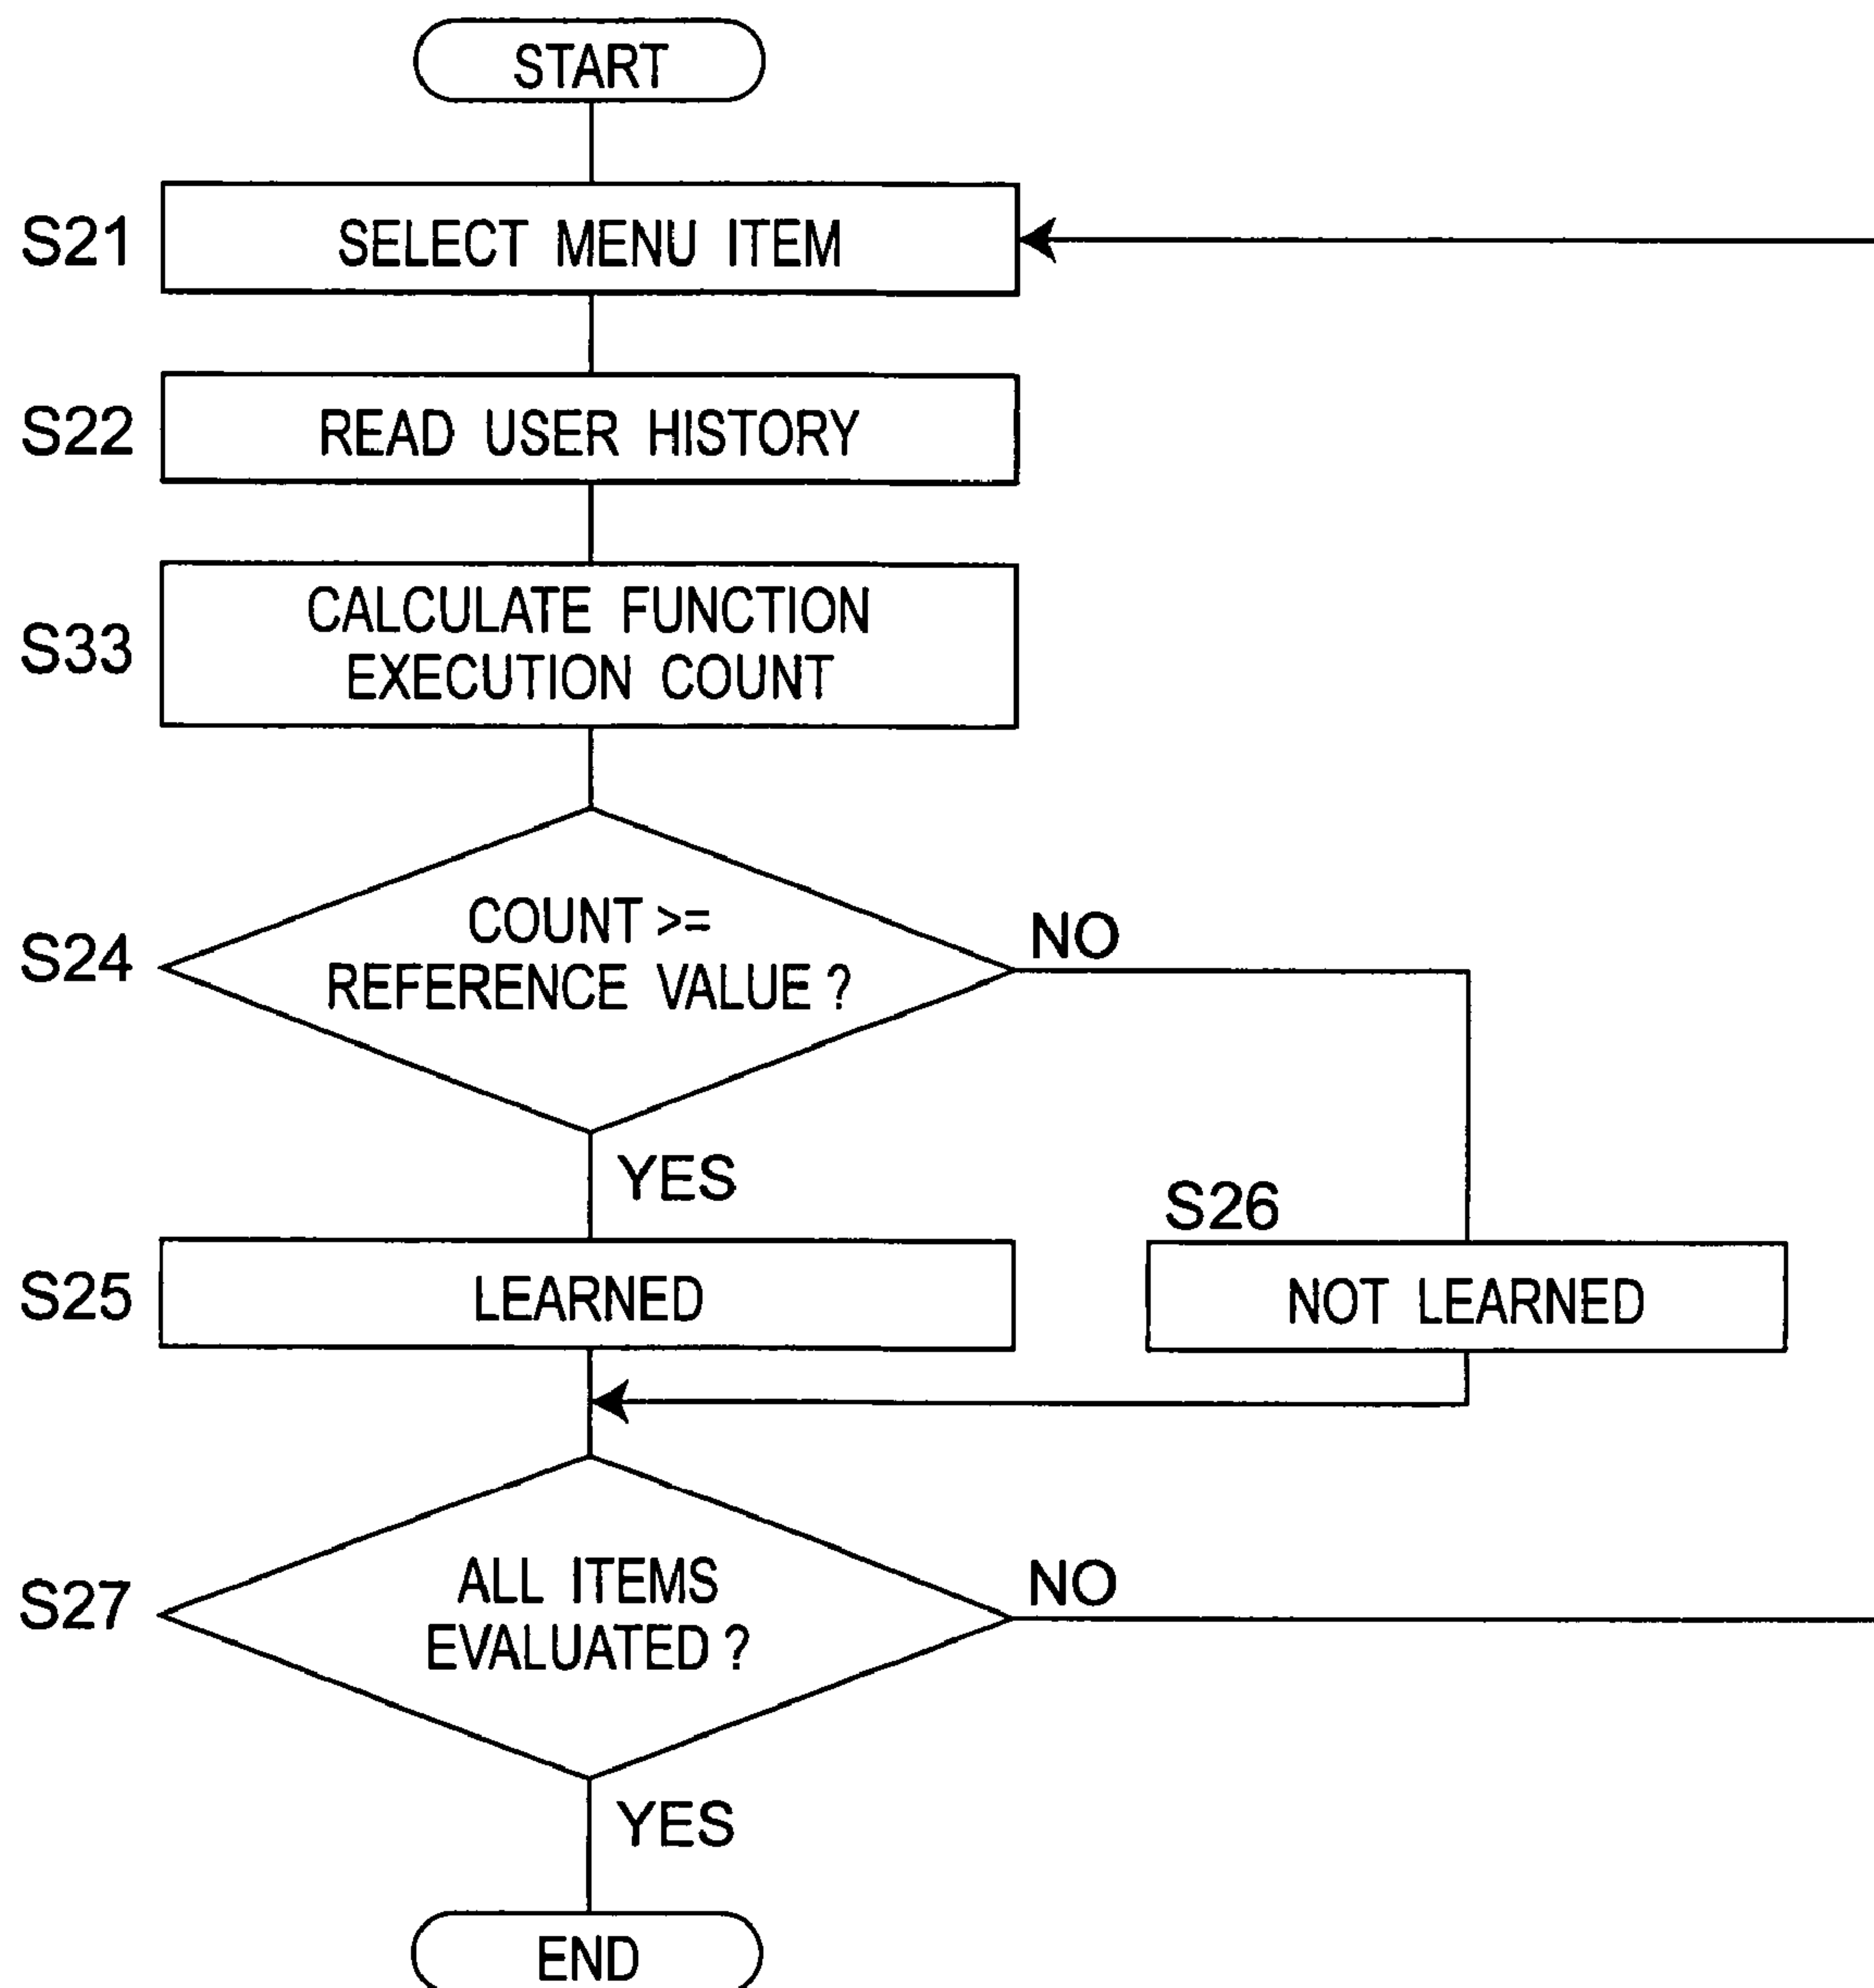 START
S21
SELECT MENU ITEM
S22
READ USER HISTORY
S33
CALCULATE FUNCTION
EXECUTION COUNT
S24
COUNT >=
REFERENCE VALUE ?
NO
YES
S25
LEARNED
S26
NOT LEARNED
S27
ALL ITEMS
EVALUATED ?
NO
YES
END